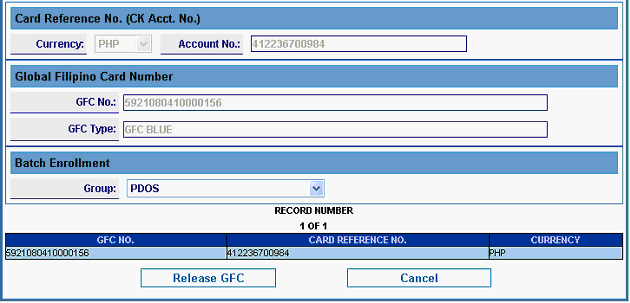 Card Reference No. (CK Acct. No.)
Currency: PHP Account No.: 412236700984
Global Filipino Card Number
GFC No.: 5921080410000156
GFC Type: GFC BLUE
Batch Enrollment
Group: PDOS
RECORD NUMBER
1 OF 1
GFC NO. CARD REFERENCE NO. CURRENCY
5921080410000156 412236700984 PHP
Release GFC Cancel